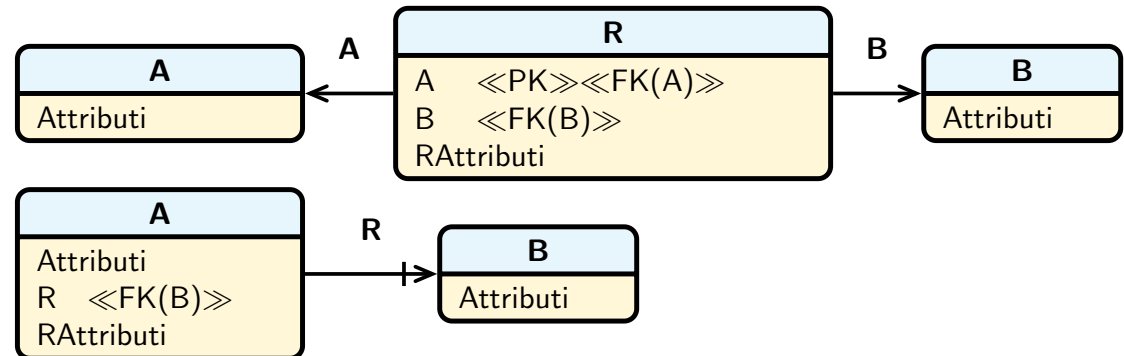 A
Attributi
A
R
A ≪PK≫≪FK(A)≫
B ≪FK(B)≫
RAttributi
B
B
Attributi
A
Attributi
R ≪FK(B)≫
RAttributi
R
B
Attributi